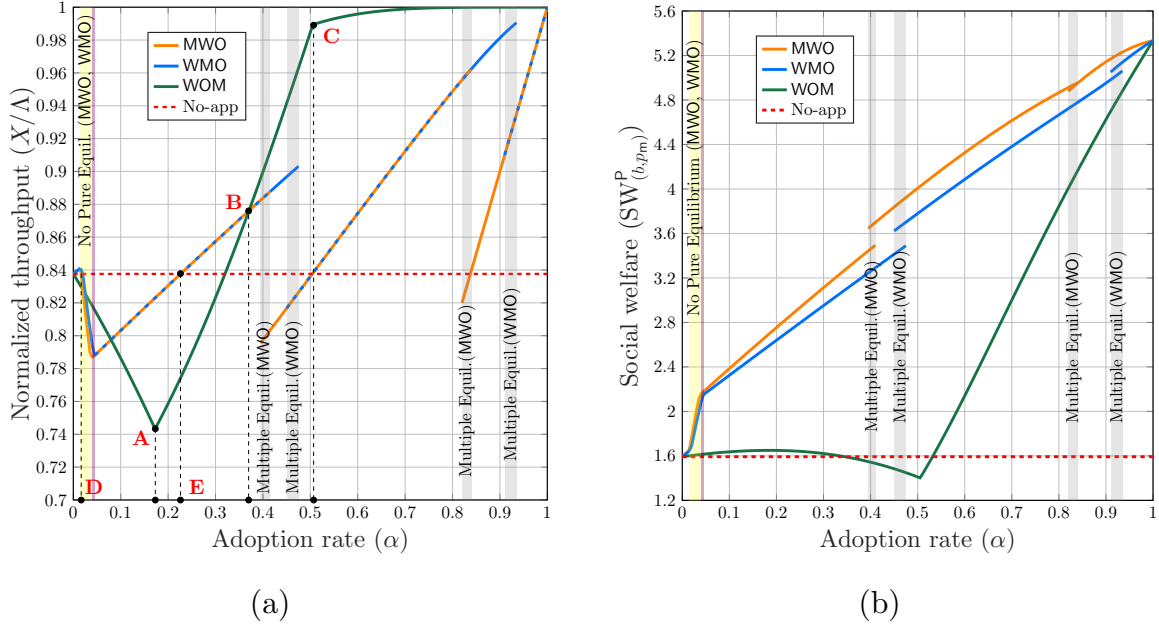 1
0.98
0.96
0.94
0.92
0.9
0.88
0.86
0.84
0.82
0.8
0.78
0.76
0.74
0.72
0.7
Normalized throughput (X/Λ)
0 0.1 0.2 0.3 0.4 0.5 0.6 0.7 0.8 0.9 1
Adoption rate (α)
MWO
WMO
WOM
No-app
No Pure Equil. (MWO, WMO)
Multiple Equil.(MWO)
Multiple Equil.(WMO)
Multiple Equil.(MWO)
Multiple Equil.(WMO)
A
B
C
D
E
(a)
5.6
5.2
4.8
4.4
4
3.6
3.2
2.8
2.4
2
1.6
1.2
Social welfare (SW^P_(b,p_m))
0 0.1 0.2 0.3 0.4 0.5 0.6 0.7 0.8 0.9 1
Adoption rate (α)
MWO
WMO
WOM
No-app
No Pure Equilibrium (MWO, WMO)
Multiple Equil.(MWO)
Multiple Equil.(WMO)
Multiple Equil.(MWO)
Multiple Equil.(WMO)
(b)